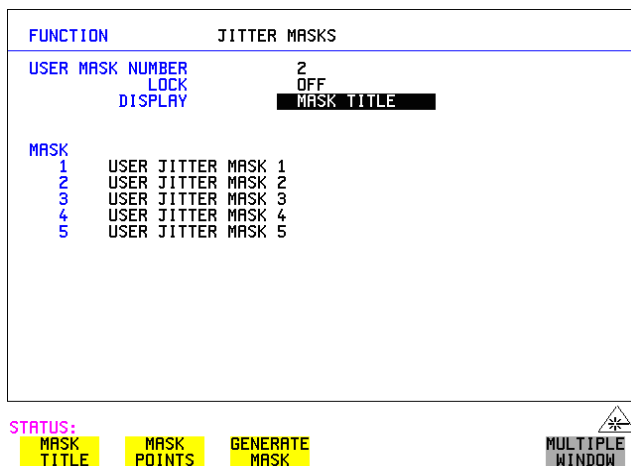 FUNCTION JITTER MASKS
USER MASK NUMBER 2
LOCK OFF
DISPLAY MASK TITLE
MASK
1 USER JITTER MASK 1
2 USER JITTER MASK 2
3 USER JITTER MASK 3
4 USER JITTER MASK 4
5 USER JITTER MASK 5
STATUS:
MASK TITLE
MASK POINTS
GENERATE MASK
MULTIPLE WINDOW